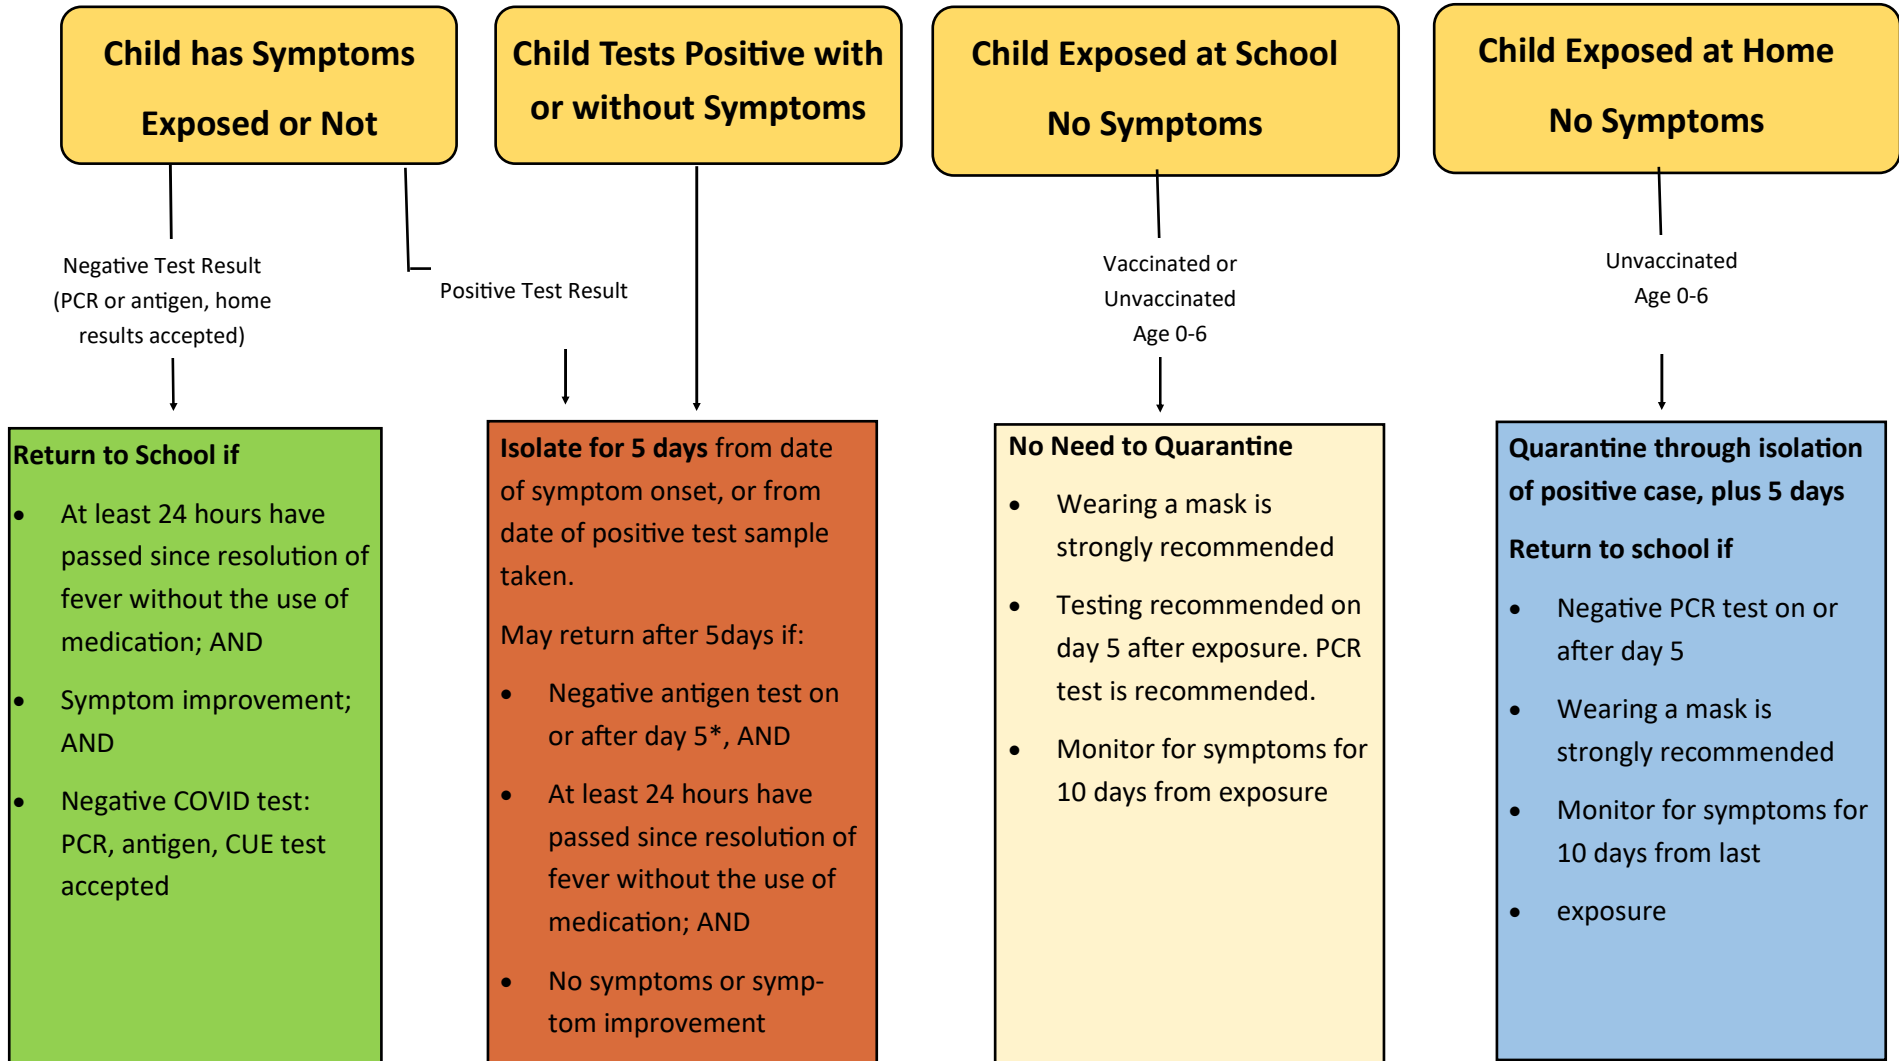 Child has Symptoms
Exposed or Not
Child Tests Positive with
or without Symptoms
Child Exposed at School
No Symptoms
Child Exposed at Home
No Symptoms
Negative Test Result
(PCR or antigen, home
results accepted)
Positive Test Result
Vaccinated or
Unvaccinated
Age 0-6
Unvaccinated
Age 0-6
Return to School if
• At least 24 hours have
passed since resolution of
fever without the use of
medication; AND
• Symptom improvement;
AND
• Negative COVID test:
PCR, antigen, CUE test
accepted
Isolate for 5 days from date
of symptom onset, or from
date of positive test sample
taken.
May return after 5days if:
• Negative antigen test on
or after day 5*, AND
• At least 24 hours have
passed since resolution of
fever without the use of
medication; AND
• No symptoms or symp-
tom improvement
No Need to Quarantine
• Wearing a mask is
strongly recommended
• Testing recommended on
day 5 after exposure. PCR
test is recommended.
• Monitor for symptoms for
10 days from exposure
Quarantine through isolation
of positive case, plus 5 days
Return to school if
• Negative PCR test on or
after day 5
• Wearing a mask is
strongly recommended
• Monitor for symptoms for
10 days from last
• exposure